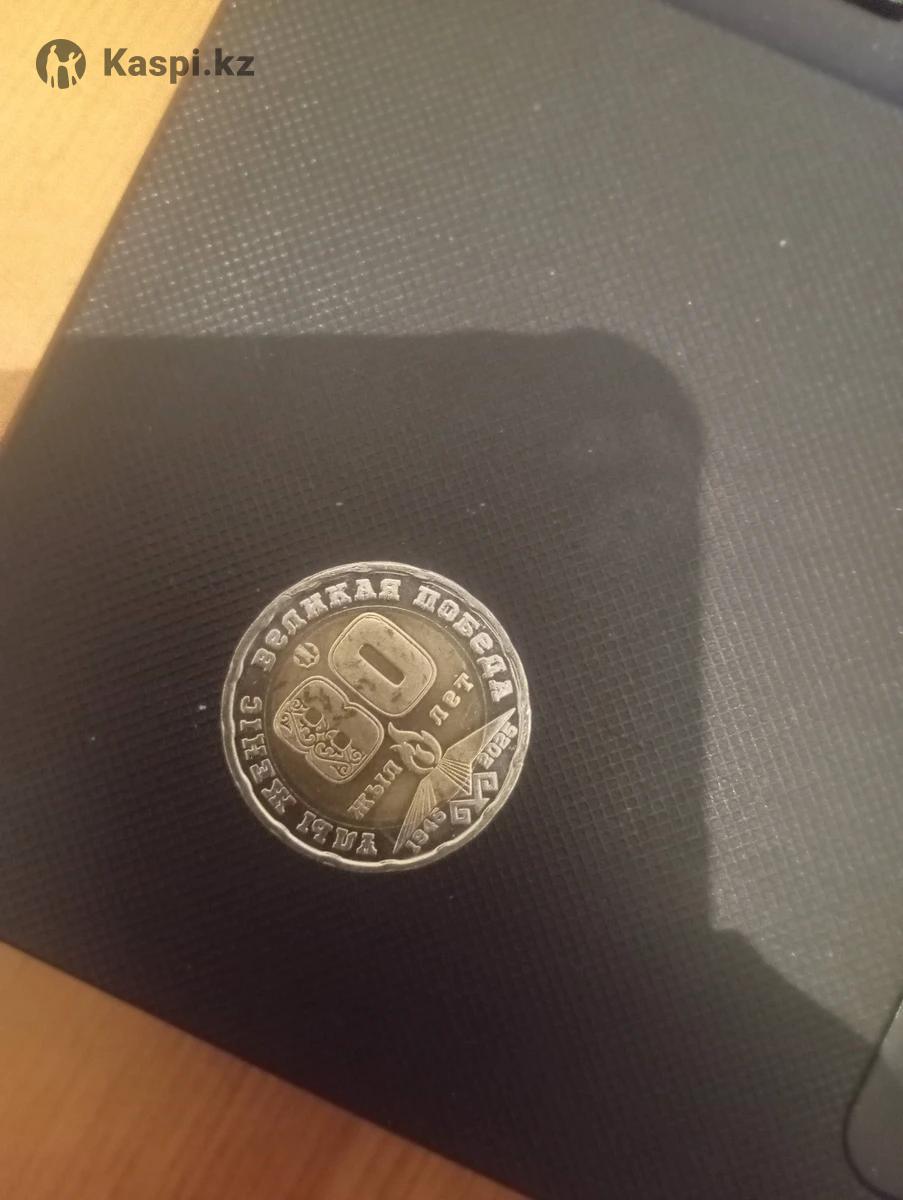 Kaspi.kz
ҰЛЫ ЖЕҢІС ВЕЛИКАЯ ПОБЕДА
80
ЖЫЛ ЛЕТ
1945 2025